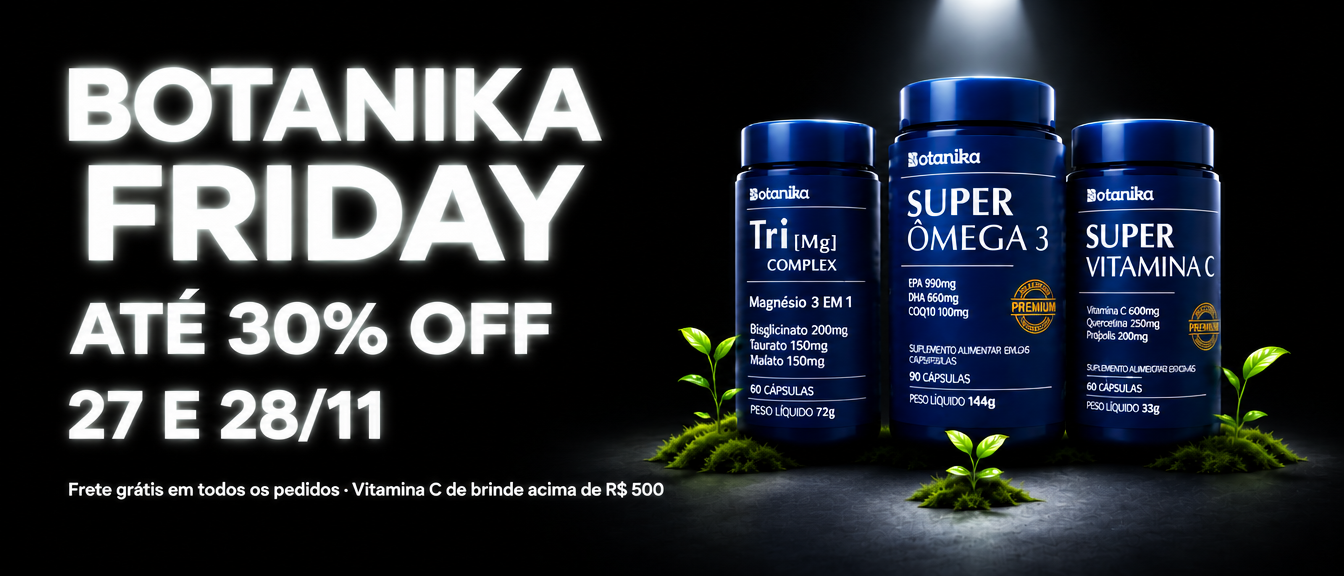 BOTANIKA
FRIDAY
ATÉ 30% OFF
27 E 28/11
Frete grátis em todos os pedidos · Vitamina C de brinde acima de R$ 500
Botanika
Tri [Mg]
COMPLEX
Magnésio 3 EM 1
Bisglicinato 200mg
Taurato 150mg
Malato 150mg
60 CÁPSULAS
PESO LÍQUIDO 72g
Botanika
SUPER
ÔMEGA 3
EPA 990mg
DHA 660mg
COQ10 100mg
PREMIUM
SUPLEMENTO ALIMENTAR
90 CÁPSULAS
PESO LÍQUIDO 144g
Botanika
SUPER
VITAMINA C
Vitamina C 600mg
Quercetina 250mg
Própolis 200mg
PREMIUM
60 CÁPSULAS
PESO LÍQUIDO 33g